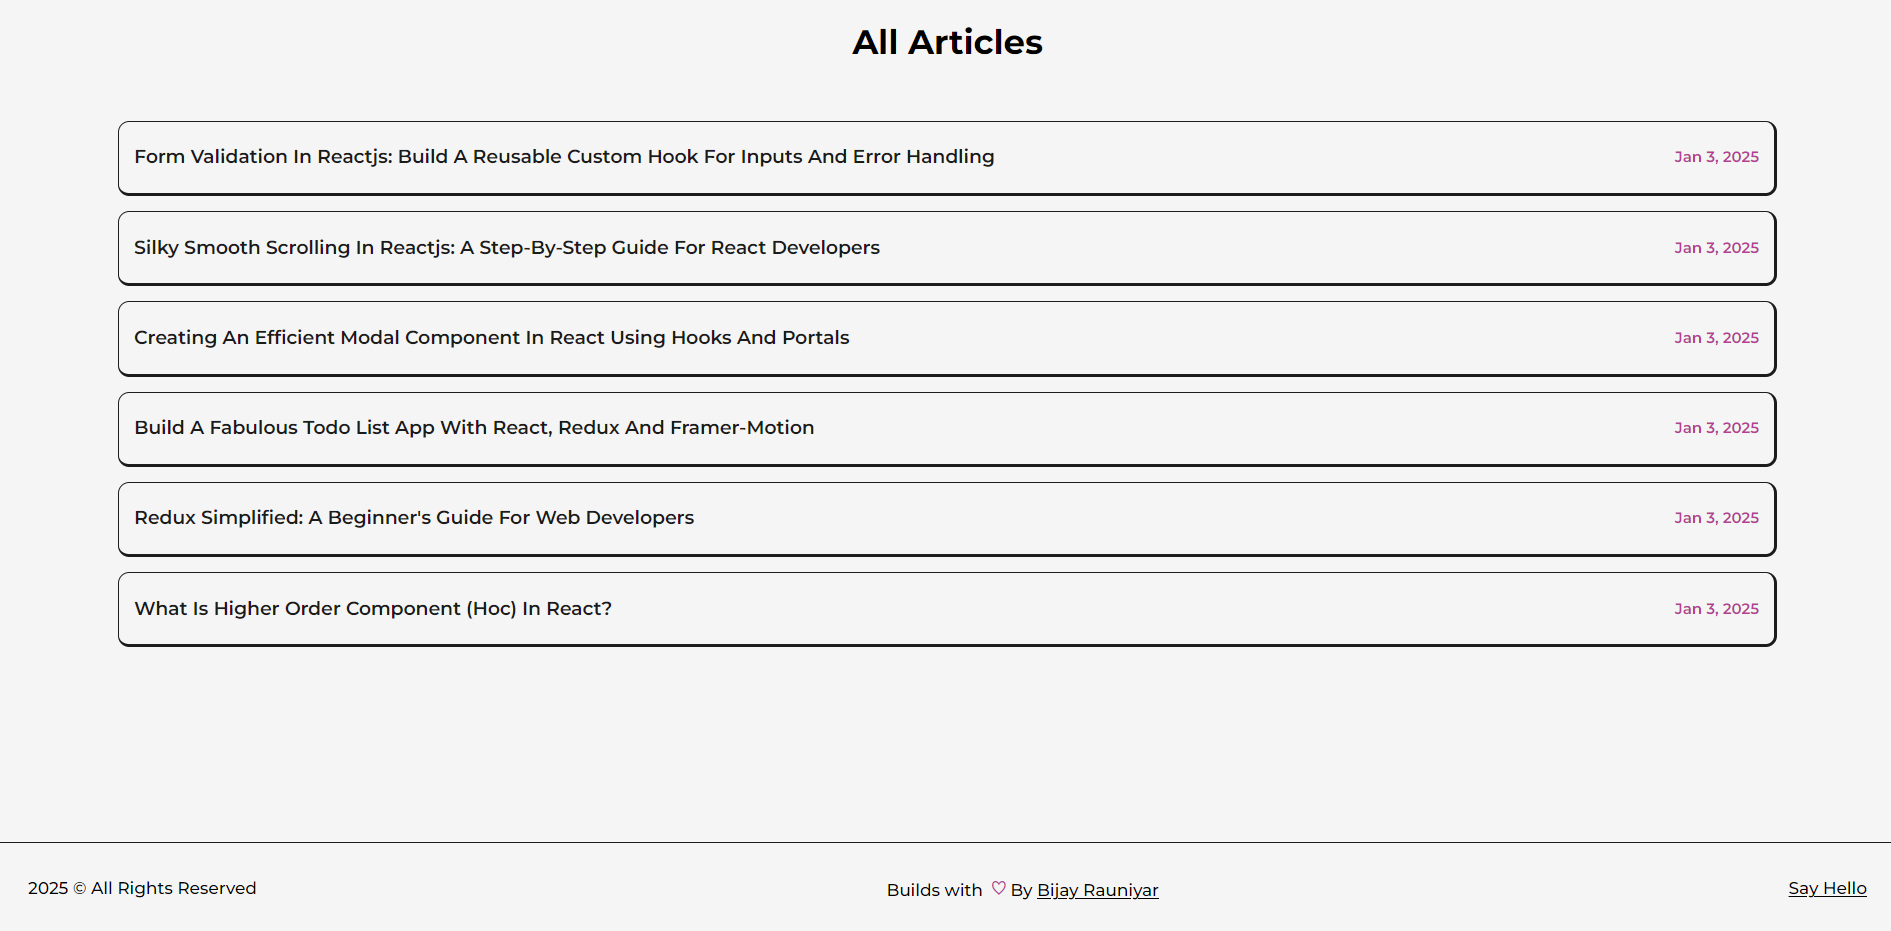 All Articles
Form Validation In Reactjs: Build A Reusable Custom Hook For Inputs And Error Handling Jan 3, 2025
Silky Smooth Scrolling In Reactjs: A Step-By-Step Guide For React Developers Jan 3, 2025
Creating An Efficient Modal Component In React Using Hooks And Portals Jan 3, 2025
Build A Fabulous Todo List App With React, Redux And Framer-Motion Jan 3, 2025
Redux Simplified: A Beginner's Guide For Web Developers Jan 3, 2025
What Is Higher Order Component (Hoc) In React? Jan 3, 2025
2025 © All Rights Reserved Builds with ♡ By Bijay Rauniyar Say Hello